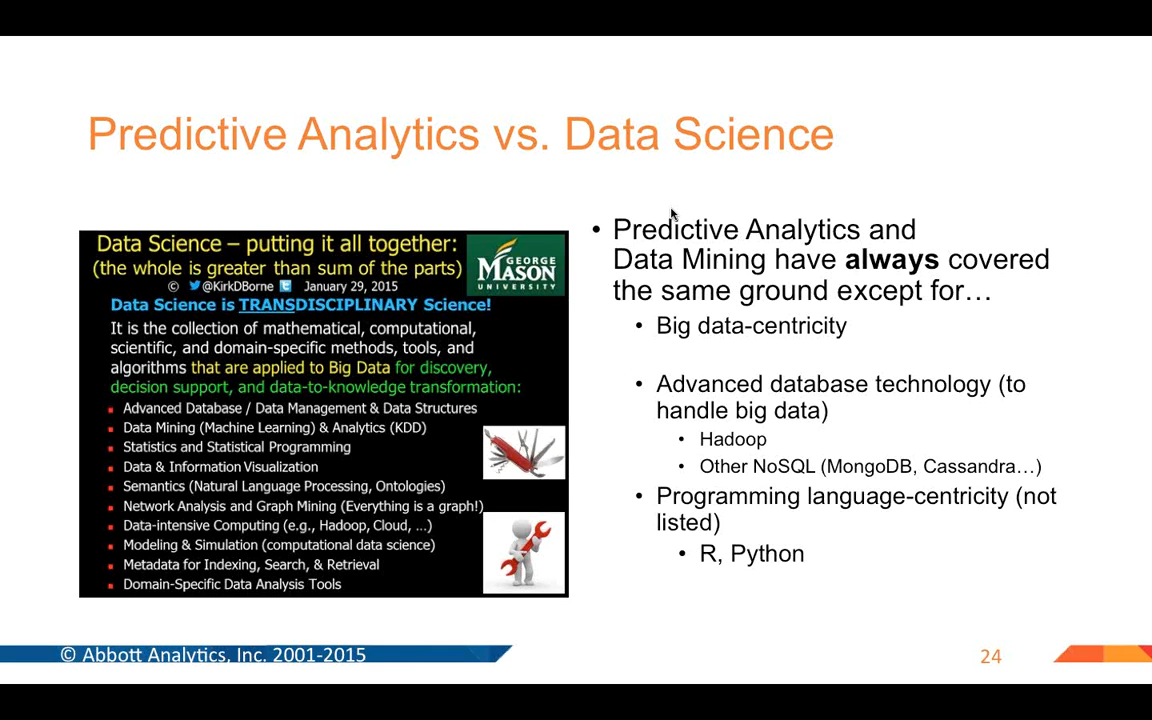 Predictive Analytics vs. Data Science
Data Science – putting it all together:
(the whole is greater than sum of the parts)
© @KirkDBorne January 29, 2015
GEORGE
MASON
UNIVERSITY
Data Science is TRANSDISCIPLINARY Science!
It is the collection of mathematical, computational,
scientific, and domain-specific methods, tools, and
algorithms that are applied to Big Data for discovery,
decision support, and data-to-knowledge transformation:
Advanced Database / Data Management & Data Structures
Data Mining (Machine Learning) & Analytics (KDD)
Statistics and Statistical Programming
Data & Information Visualization
Semantics (Natural Language Processing, Ontologies)
Network Analysis and Graph Mining (Everything is a graph!)
Data-intensive Computing (e.g., Hadoop, Cloud, ...)
Modeling & Simulation (computational data science)
Metadata for Indexing, Search, & Retrieval
Domain-Specific Data Analysis Tools
• Predictive Analytics and
Data Mining have always covered
the same ground except for…
• Big data-centricity
• Advanced database technology (to
handle big data)
• Hadoop
• Other NoSQL (MongoDB, Cassandra…)
• Programming language-centricity (not
listed)
• R, Python
© Abbott Analytics, Inc. 2001-2015
24